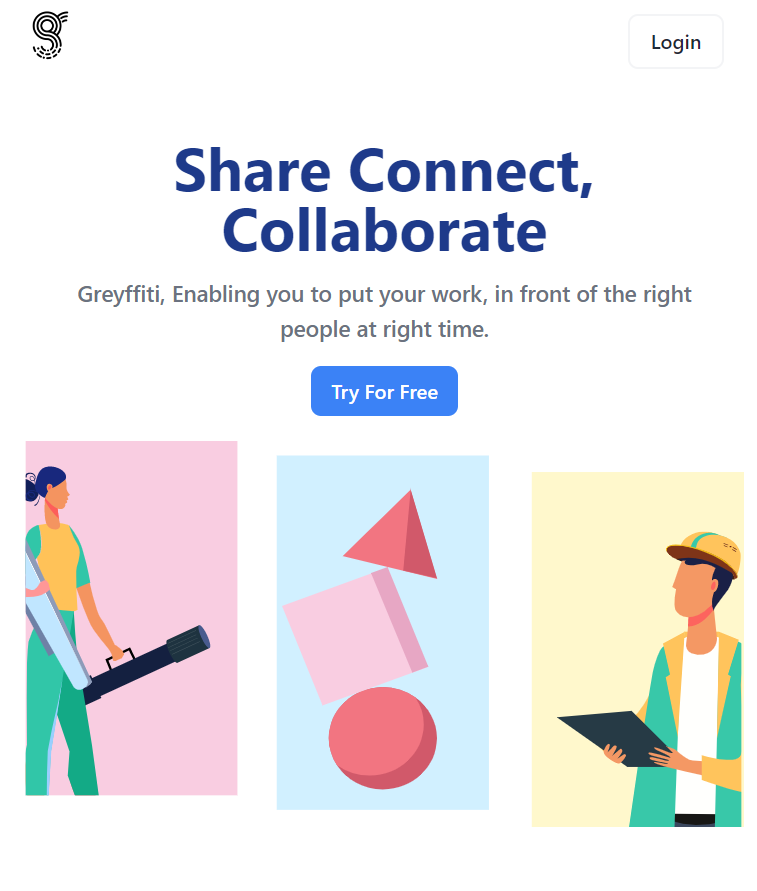 Login
Share Connect,
Collaborate
Greyffiti, Enabling you to put your work, in front of the right
people at right time.
Try For Free